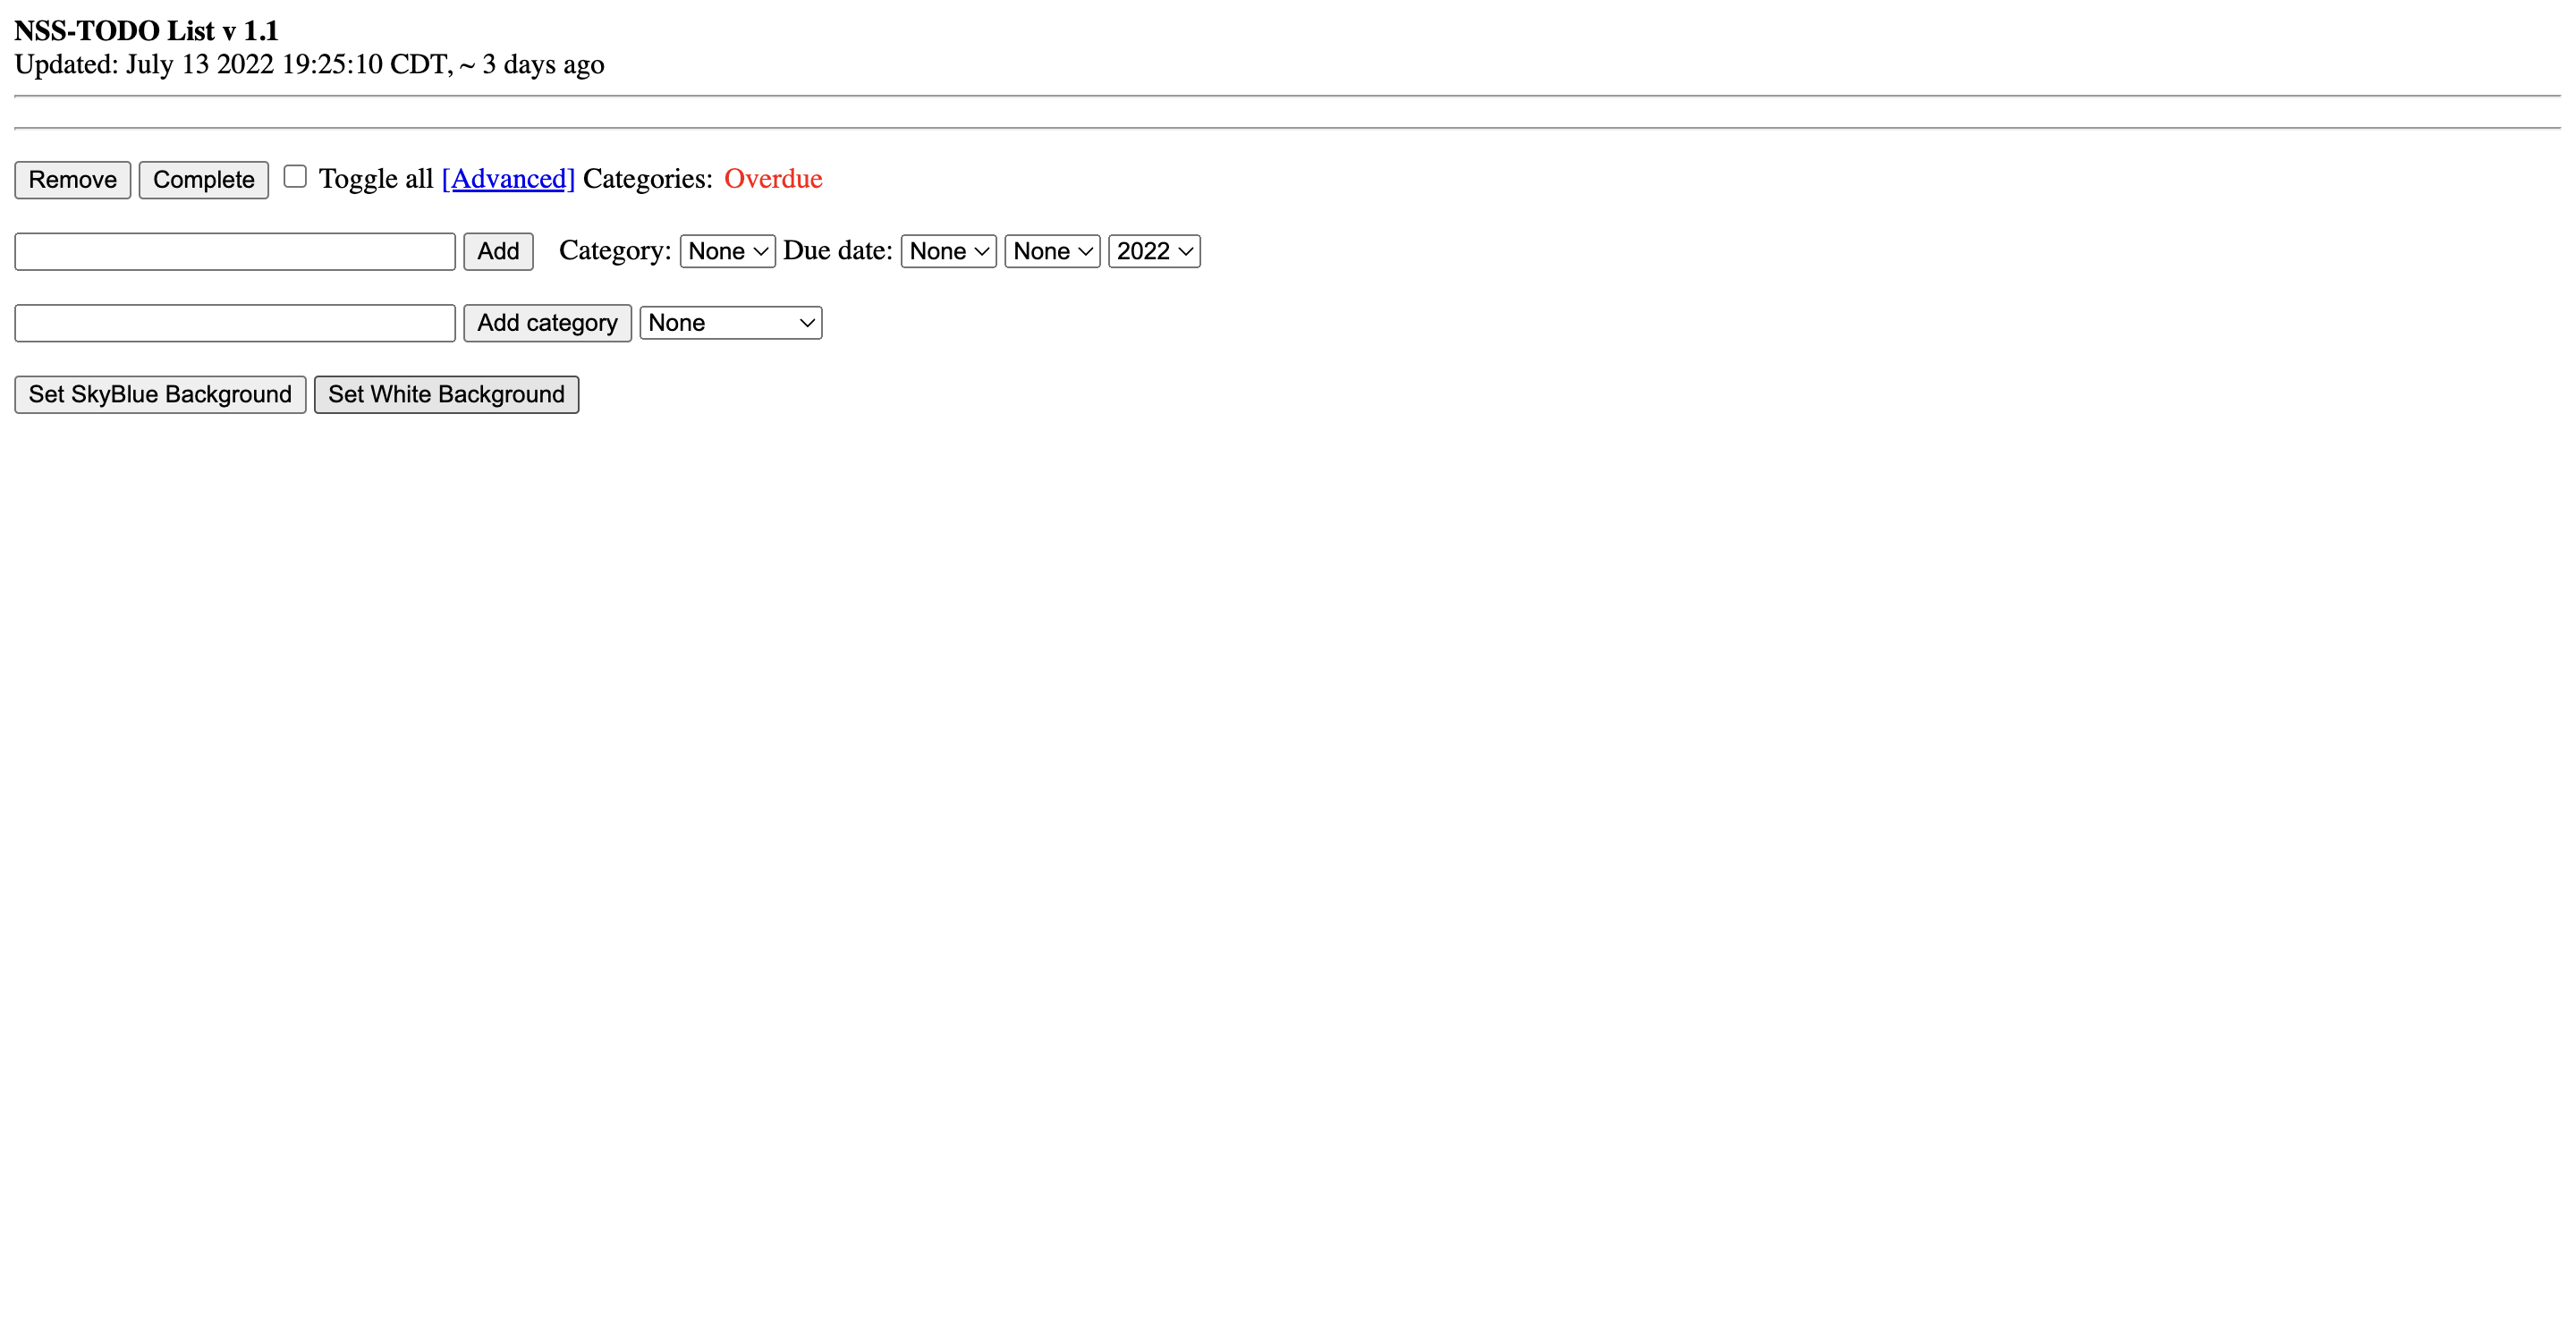 NSS-TODO List v 1.1
Updated: July 13 2022 19:25:10 CDT, ~ 3 days ago
Remove Complete Toggle all [Advanced] Categories: Overdue
Add Category: None Due date: None None 2022
Add category None
Set SkyBlue Background Set White Background